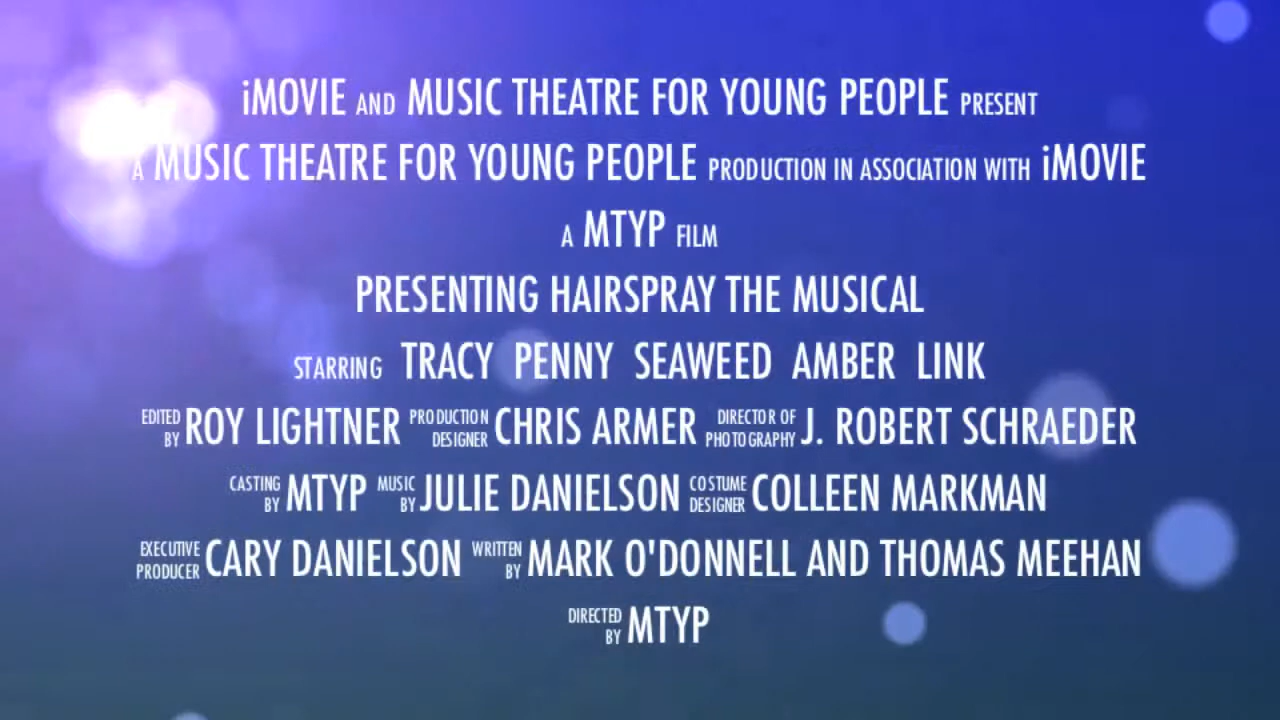 iMOVIE AND MUSIC THEATRE FOR YOUNG PEOPLE PRESENT
A MUSIC THEATRE FOR YOUNG PEOPLE PRODUCTION IN ASSOCIATION WITH iMOVIE
A MTYP FILM
PRESENTING HAIRSPRAY THE MUSICAL
STARRING TRACY PENNY SEAWEED AMBER LINK
EDITED BY ROY LIGHTNER PRODUCTION DESIGNER CHRIS ARMER DIRECTOR OF PHOTOGRAPHY J. ROBERT SCHRAEDER
CASTING BY MTYP MUSIC BY JULIE DANIELSON COSTUME DESIGNER COLLEEN MARKMAN
EXECUTIVE PRODUCER CARY DANIELSON WRITTEN BY MARK O'DONNELL AND THOMAS MEEHAN
DIRECTED BY MTYP